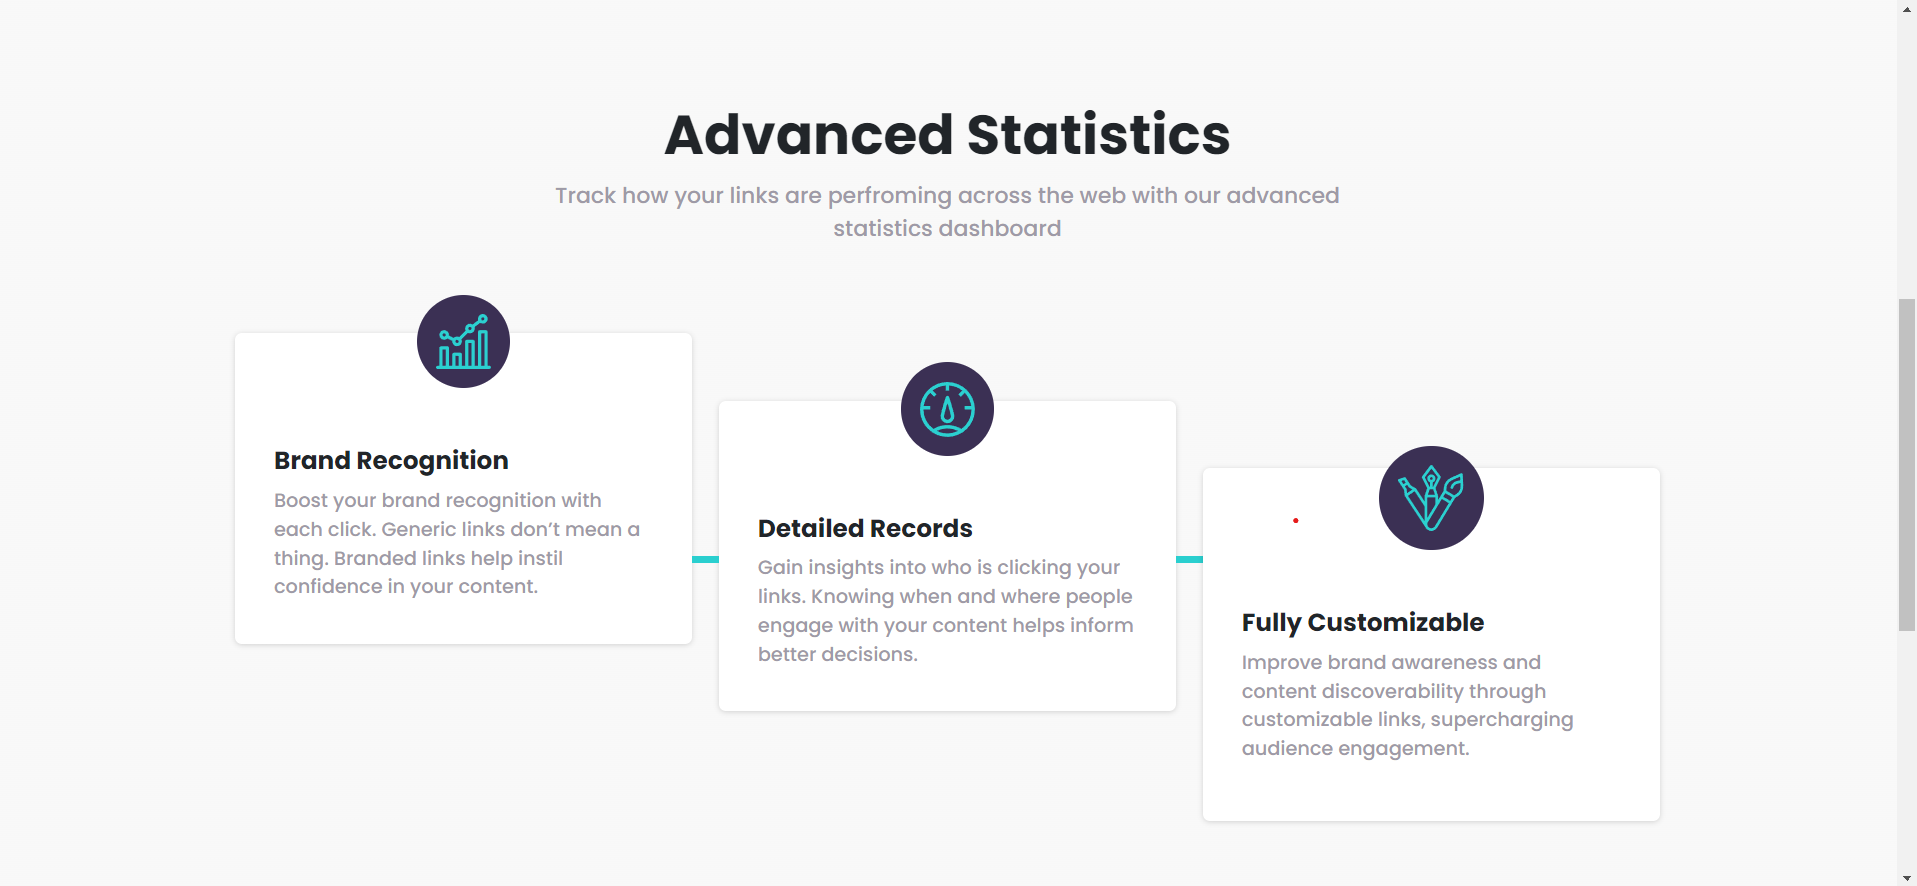 Advanced Statistics
Track how your links are perfroming across the web with our advanced
statistics dashboard
Brand Recognition
Boost your brand recognition with
each click. Generic links don’t mean a
thing. Branded links help instil
confidence in your content.
Detailed Records
Gain insights into who is clicking your
links. Knowing when and where people
engage with your content helps inform
better decisions.
Fully Customizable
Improve brand awareness and
content discoverability through
customizable links, supercharging
audience engagement.